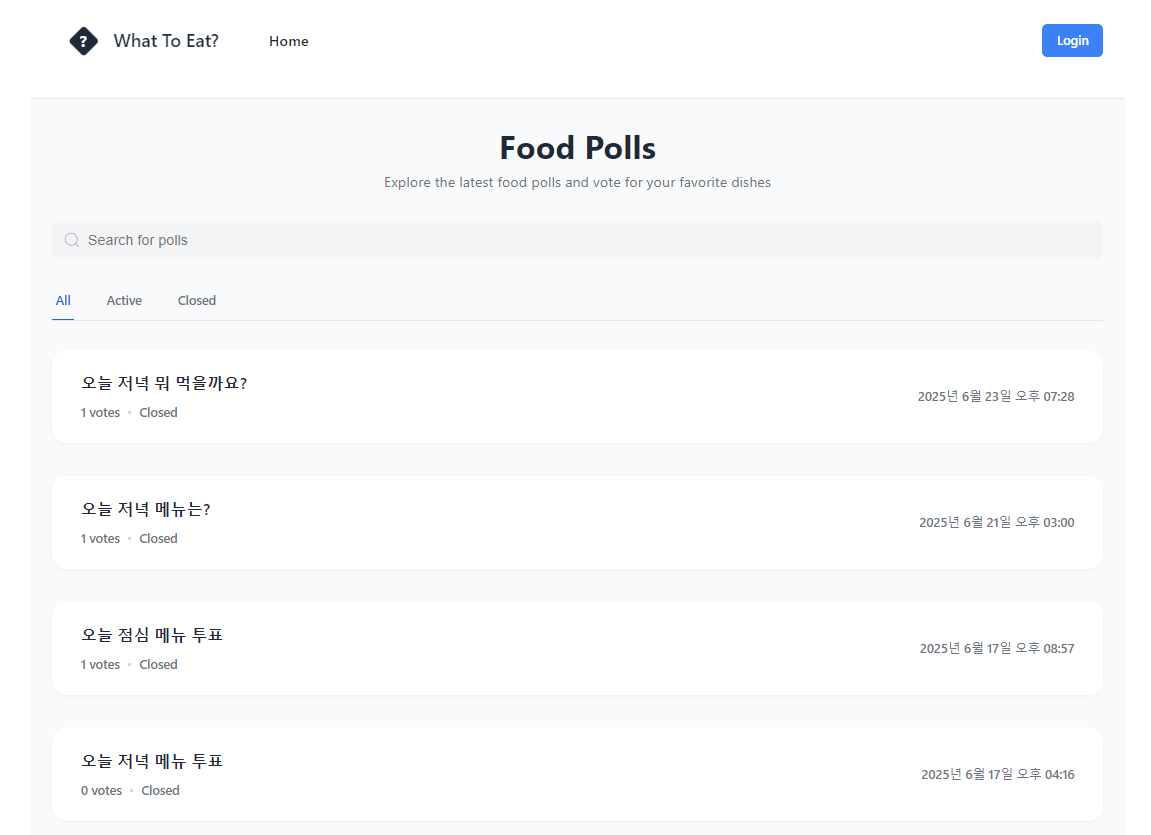 ? What To Eat? Home Login
Food Polls
Explore the latest food polls and vote for your favorite dishes
Search for polls
All Active Closed
오늘 저녁 뭐 먹을까요?
1 votes • Closed
2025년 6월 23일 오후 07:28
오늘 저녁 메뉴는?
1 votes • Closed
2025년 6월 21일 오후 03:00
오늘 점심 메뉴 투표
1 votes • Closed
2025년 6월 17일 오후 08:57
오늘 저녁 메뉴 투표
0 votes • Closed
2025년 6월 17일 오후 04:16